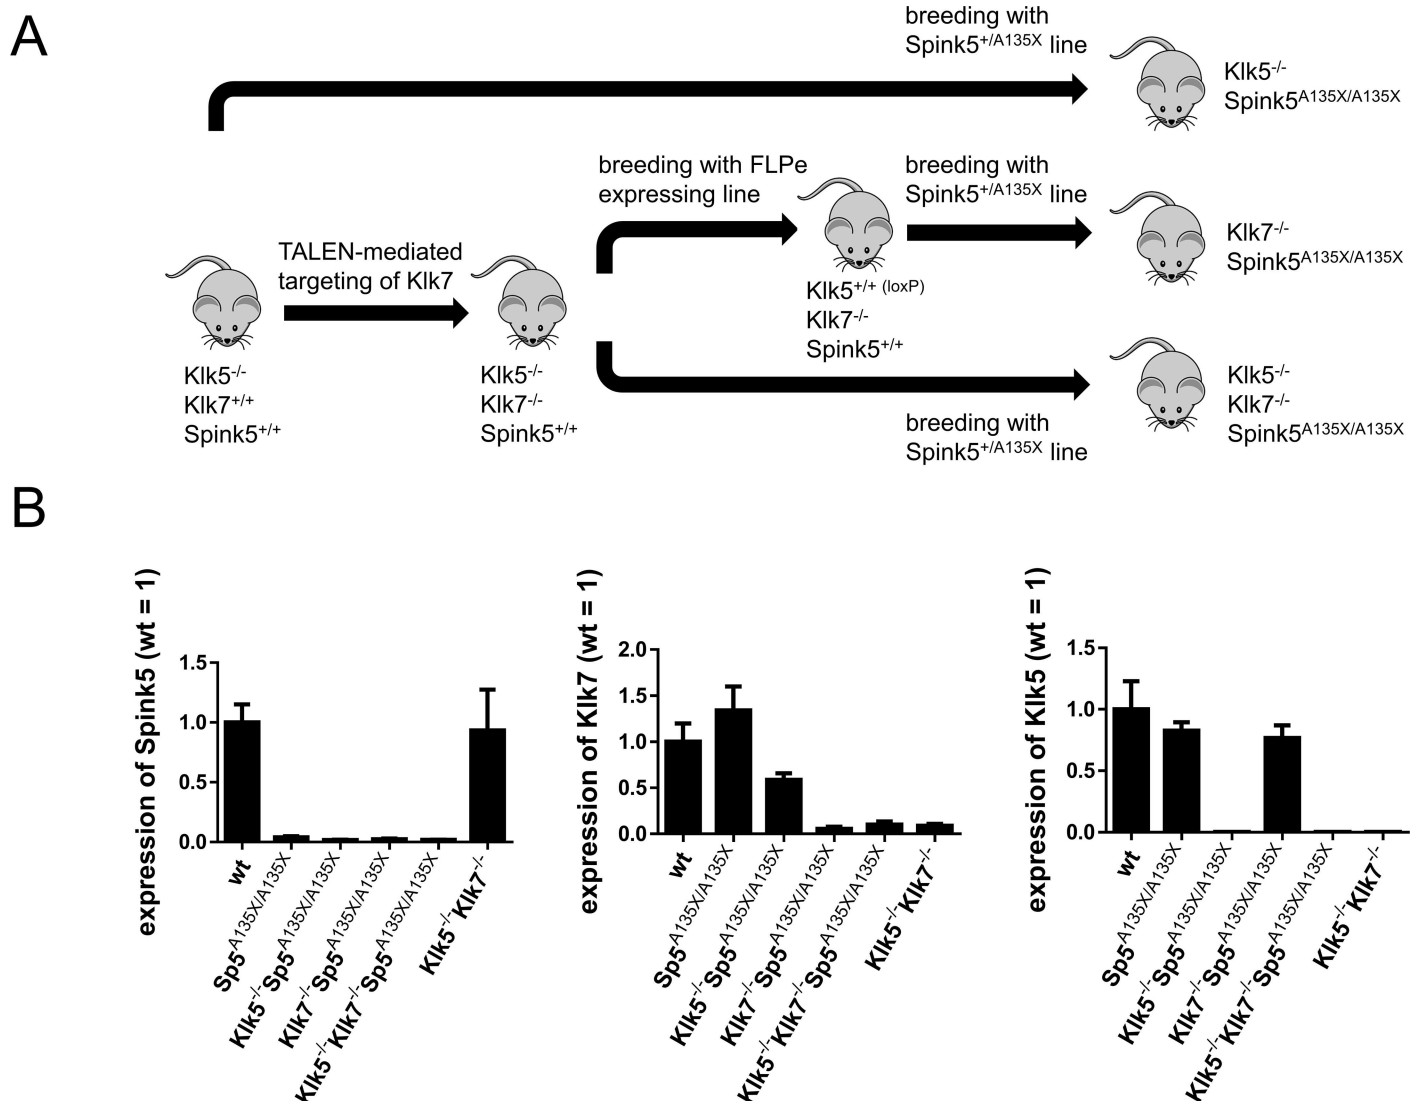 A
breeding with
Spink5+/A135X line
Klk5-/-
Spink5A135X/A135X
breeding with FLPe
expressing line
breeding with
Spink5+/A135X line
Klk7-/-
Spink5A135X/A135X
TALEN-mediated
targeting of Klk7
Klk5+/+ (loxP)
Klk7-/-
Spink5+/+
Klk5-/-
Klk7+/+
Spink5+/+
Klk5-/-
Klk7-/-
Spink5+/+
Klk5-/-
Klk7-/-
Spink5A135X/A135X
breeding with
Spink5+/A135X line
B
expression of Spink5 (wt = 1)
1.5
1.0
0.5
0.0
wt
Sp5A135X/A135X
Klk5-/-Sp5A135X/A135X
Klk7-/-Sp5A135X/A135X
Klk5-/-Klk7-/-Sp5A135X/A135X
Klk5-/-Klk7-/-
expression of Klk7 (wt = 1)
2.0
1.5
1.0
0.5
0.0
wt
Sp5A135X/A135X
Klk5-/-Sp5A135X/A135X
Klk7-/-Sp5A135X/A135X
Klk5-/-Klk7-/-Sp5A135X/A135X
Klk5-/-Klk7-/-
expression of Klk5 (wt = 1)
1.5
1.0
0.5
0.0
wt
Sp5A135X/A135X
Klk5-/-Sp5A135X/A135X
Klk7-/-Sp5A135X/A135X
Klk5-/-Klk7-/-Sp5A135X/A135X
Klk5-/-Klk7-/-